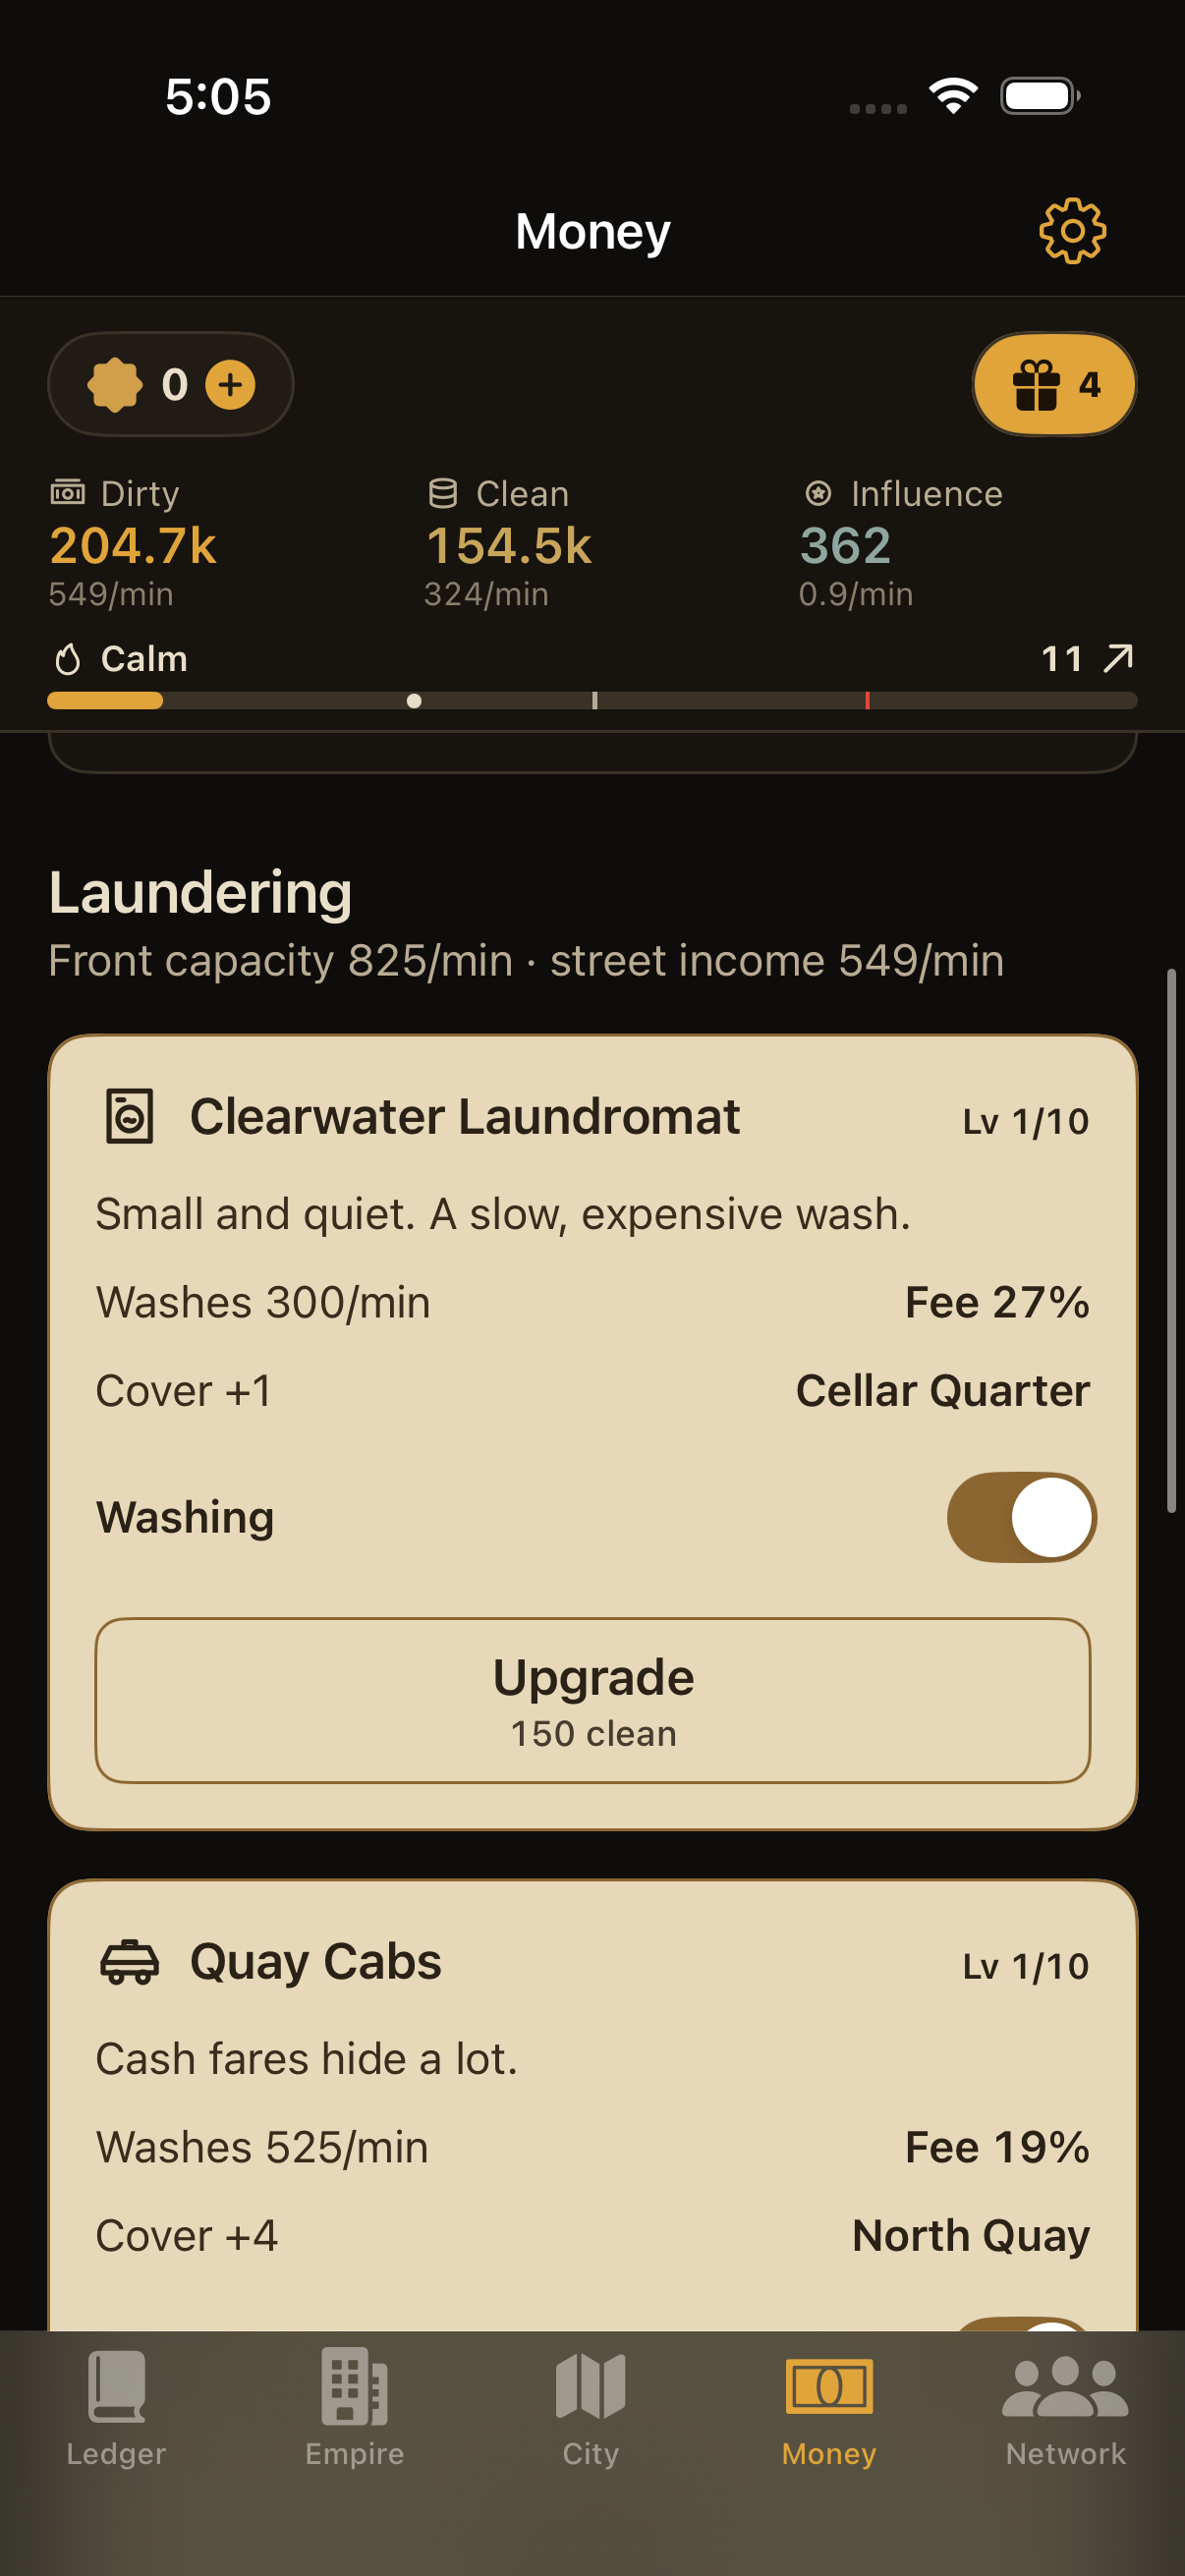 5:05
Money
0
4
Dirty
Clean
Influence
204.7k
154.5k
362
549/min
324/min
0.9/min
Calm
11
Laundering
Front capacity 825/min · street income 549/min
Clearwater Laundromat
Lv 1/10
Small and quiet. A slow, expensive wash.
Washes 300/min
Fee 27%
Cover +1
Cellar Quarter
Washing
Upgrade
150 clean
Quay Cabs
Lv 1/10
Cash fares hide a lot.
Washes 525/min
Fee 19%
Cover +4
North Quay
Ledger
Empire
City
Money
Network